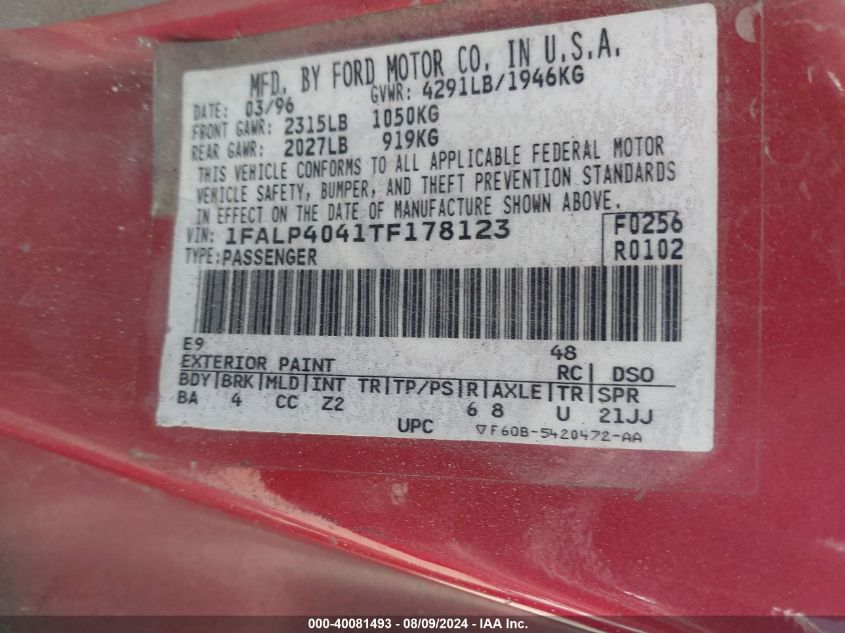 MFD. BY FORD MOTOR CO. IN U.S.A.
DATE: 03/96 GVWR: 4291LB/1946KG
FRONT GAWR: 2315LB 1050KG
REAR GAWR: 2027LB 919KG
THIS VEHICLE CONFORMS TO ALL APPLICABLE FEDERAL MOTOR
VEHICLE SAFETY, BUMPER, AND THEFT PREVENTION STANDARDS
IN EFFECT ON THE DATE OF MANUFACTURE SHOWN ABOVE.
VIN: 1FALP4041TF178123 F0256
TYPE: PASSENGER R0102
E9 48
EXTERIOR PAINT RC DSO
BDY BRK MLD INT TR TP/PS R AXLE TR SPR
BA 4 CC Z2 6 8 U 21JJ
UPC ▽F60B-5420472-AA
000-40081493 - 08/09/2024 - IAA Inc.